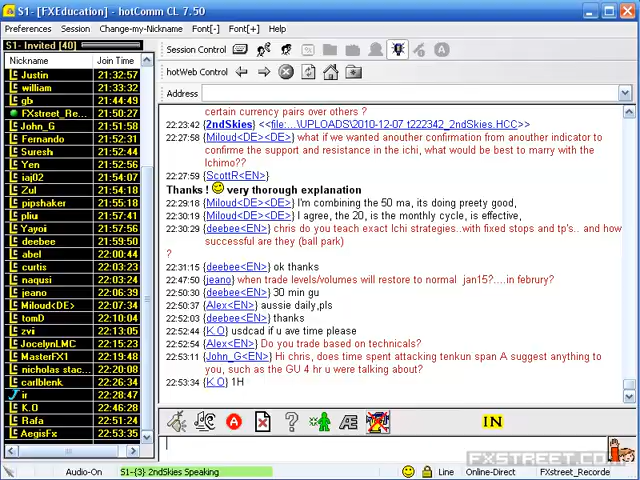 S1- [FXEducation] - hotComm CL 7.50
Preferences Session Change-my-Nickname Font[-] Font[+] Help
S1- Invited [40]
Session Control
Nickname Join Time
hotWeb Control
Address
Justin 21:32:57
william 21:33:32
gb 21:44:49
FXstreet_Re... 21:50:27
John_G 21:51:58
Fernando 21:52:31
Suresh 21:52:44
Yen 21:52:56
iaj02 21:54:17
Zul 21:54:18
pipshaker 21:55:18
pliu 21:57:41
Yayoi 21:57:56
deebee 21:59:50
abel 22:00:44
curtis 22:03:23
naqusi 22:03:23
jeano 22:06:39
Miloud<DE> 22:07:34
tomD 22:10:04
zvi 22:13:05
JocelynLMC 22:17:38
MasterFX1 22:19:48
nicholas stac... 22:20:08
carlblenk 22:26:34
ir 22:28:47
K.O 22:46:28
Rafa 22:51:24
AegisFx 22:53:35
certain currency pairs over others ?
22:23:42 {2ndSkies} <<file:...\UPLOADS\2010-12-07 t222342_2ndSkies.HCC>>
22:27:58 {Miloud<DE><DE>} what if we wanted anouther confirmation from anouther indicator to
confirme the support and resistance in the ichi, what would be best to marry with the
Ichimo??
22:27:59 {ScottR<EN>}
Thanks ! very thorough explanation
22:29:18 {Miloud<DE><DE>} I'm combining the 50 ma, its doing preety good,
22:30:19 {Miloud<DE><DE>} I agree, the 20, is the monthly cycle, is effective,
22:30:29 {deebee<EN>} chris do you teach exact Ichi strategies..with fixed stops and tp's.. and how
successful are they (ball park)
?
22:31:15 {deebee<EN>} ok thanks
22:47:50 {jeano} when trade levels/volumes will restore to normal jan15?....in februry?
22:50:30 {deebee<EN>} 30 min gu
22:50:37 {Alex<EN>} aussie daily,pls
22:52:03 {deebee<EN>} thanks
22:52:44 {K.O} usdcad if u ave time please
22:52:54 {Alex<EN>} Do you trade based on technicals?
22:53:11 {John_G<EN>} Hi chris, does time spent attacking tenkun span A suggest anything to
you, such as the GU 4 hr u were talking about?
22:53:34 {K.O} 1H
IN
FXSTREET.COM
Audio-On S1-{3} 2ndSkies Speaking Line Online-Direct FXstreet_Recorde